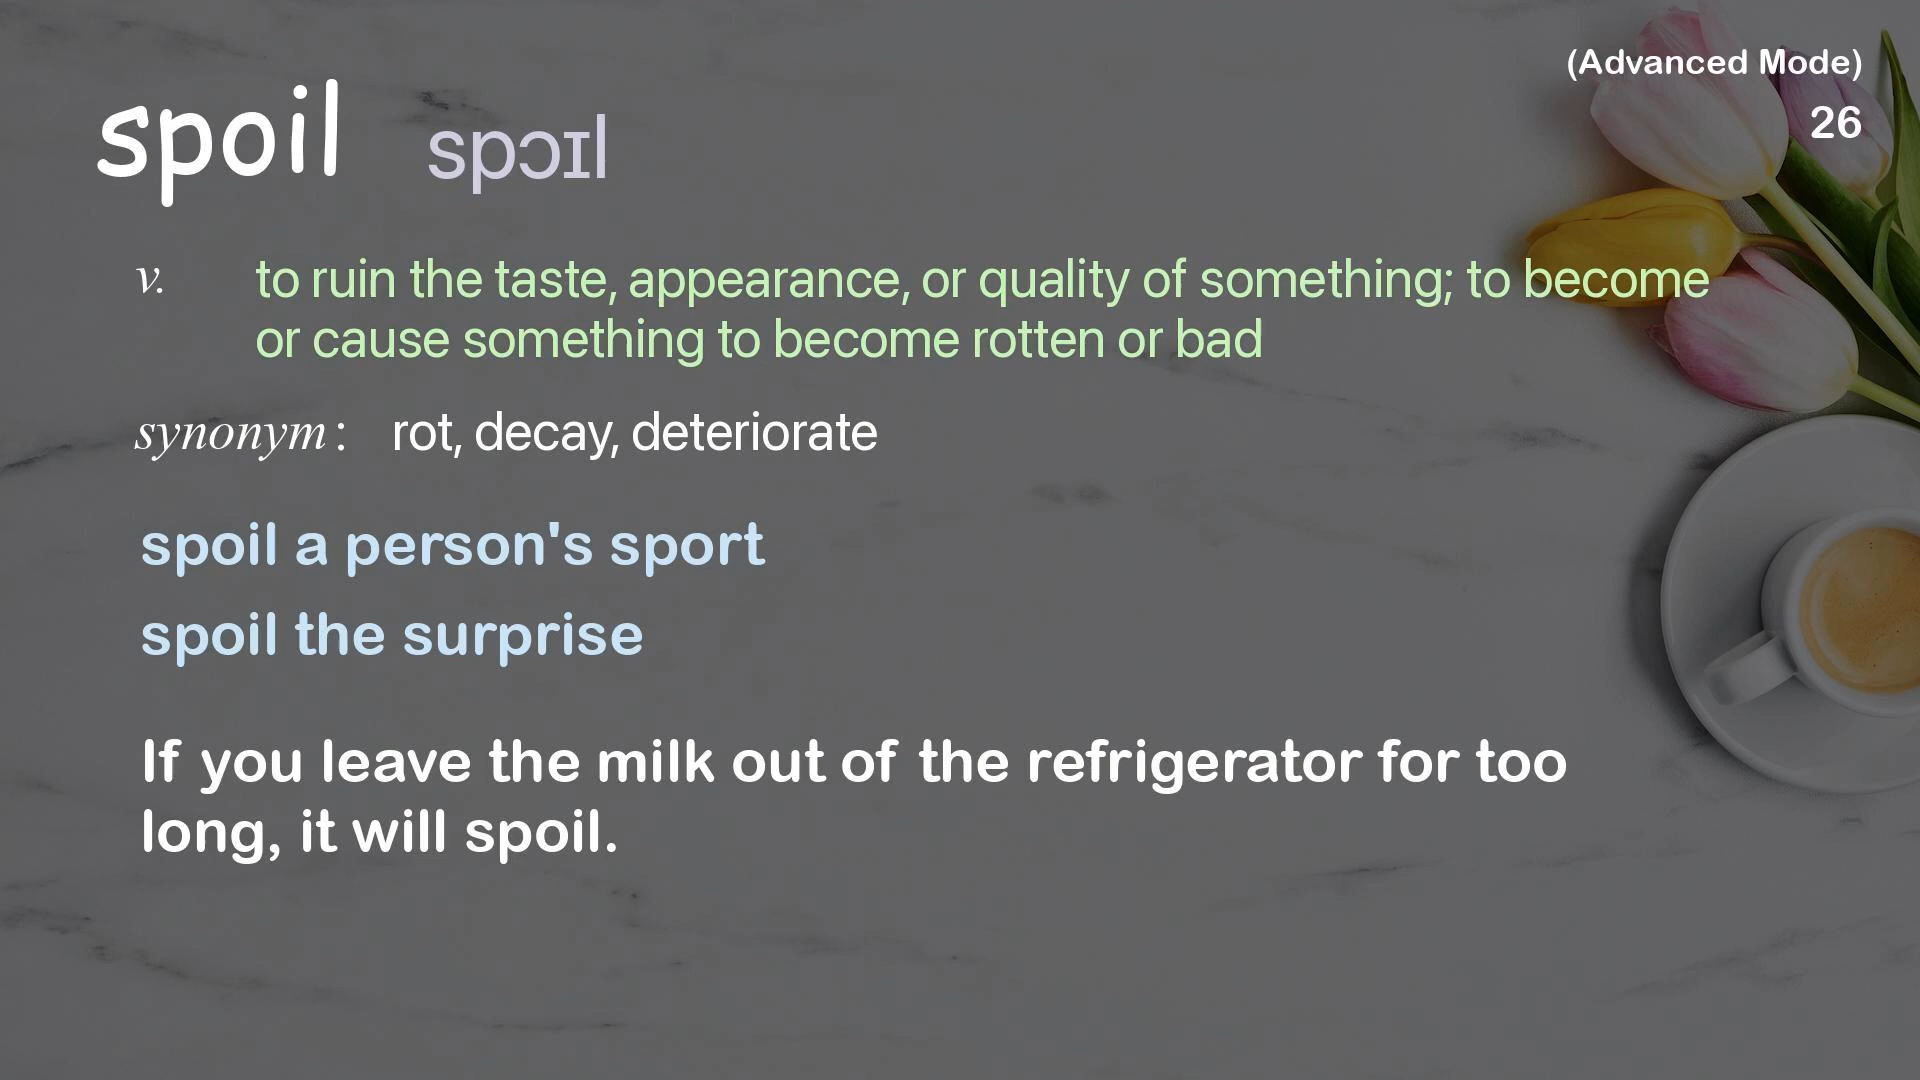 (Advanced Mode)
26
spoil spɔɪl
v. to ruin the taste, appearance, or quality of something; to become
or cause something to become rotten or bad
synonym: rot, decay, deteriorate
spoil a person's sport
spoil the surprise
If you leave the milk out of the refrigerator for too
long, it will spoil.